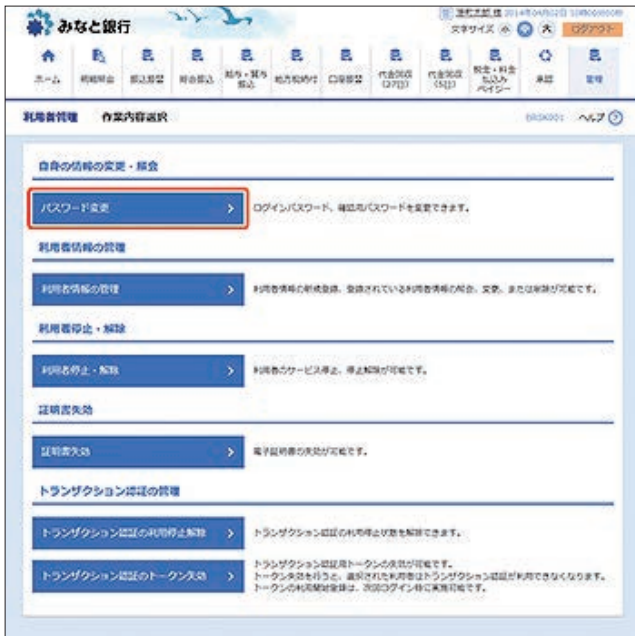 みなと銀行
文字サイズ 小 中 大 ログアウト
ホーム 明細照会 振込振替 総合振込 給与・賞与振込 地方税納付 口座振替 代金回収 代金回収 税金・料金払込みペイジー 承認 管理
利用者管理 作業内容選択 BRSK001 ヘルプ ?
自身の情報の変更・照会
パスワード変更 ログインパスワード、確認用パスワードを変更できます。
利用者情報の管理
利用者情報の管理 利用者情報の新規登録、登録されている利用者情報の照会、変更、または削除が可能です。
利用者停止・解除
利用者停止・解除 利用者のサービス停止、停止解除が可能です。
証明書失効
証明書失効 電子証明書の失効が可能です。
トランザクション認証の管理
トランザクション認証の利用停止解除 トランザクション認証の利用停止状態を解除できます。
トランザクション認証のトークン失効 トランザクション認証用トークンの失効が可能です。
トークン失効を行うと、選択された利用者はトランザクション認証が利用できなくなります。
トークンの利用開始登録は、次回ログイン時に実施可能です。